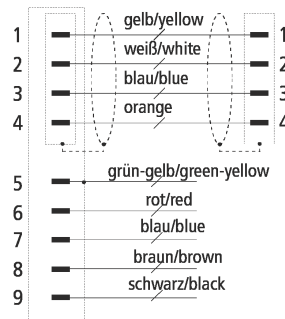 1 gelb/yellow 1
2 weiß/white 2
3 blau/blue 3
4 orange 4
5 grün-gelb/green-yellow
6 rot/red
7 blau/blue
8 braun/brown
9 schwarz/black